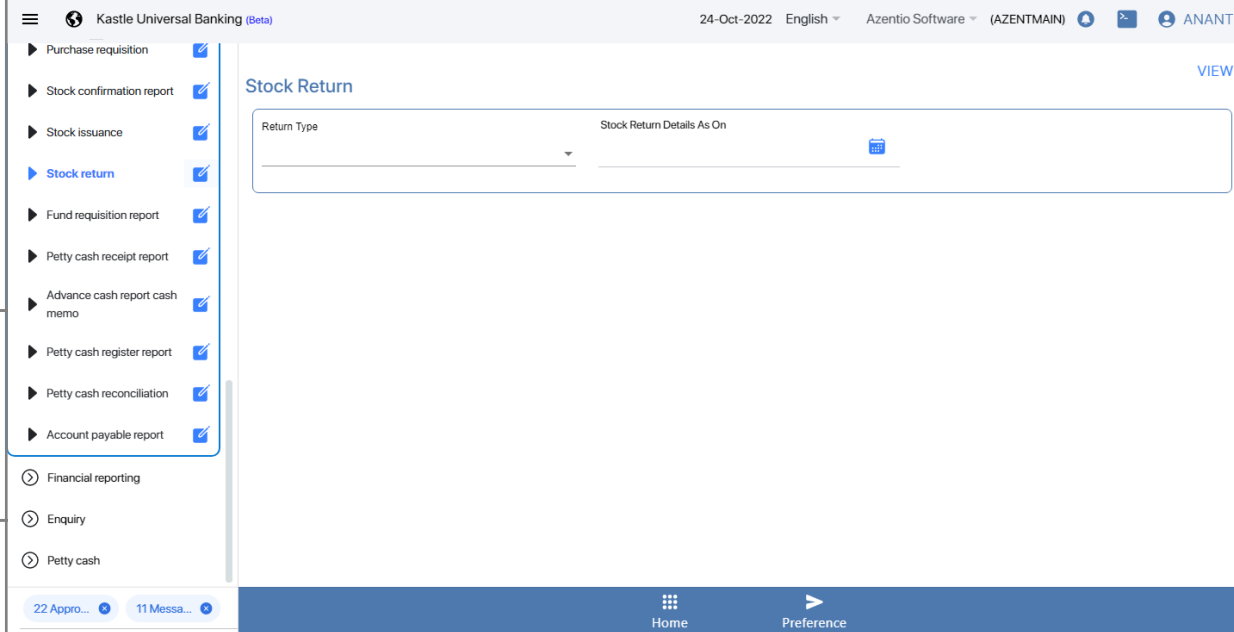 Kastle Universal Banking (Beta)
24-Oct-2022 English Azentio Software (AZENTMAIN) ANANT
Purchase requisition
Stock confirmation report
Stock issuance
Stock return
Fund requisition report
Petty cash receipt report
Advance cash report cash
memo
Petty cash register report
Petty cash reconciliation
Account payable report
Financial reporting
Enquiry
Petty cash
22 Appro...
11 Messa...
VIEW
Stock Return
Return Type
Stock Return Details As On
Home
Preference